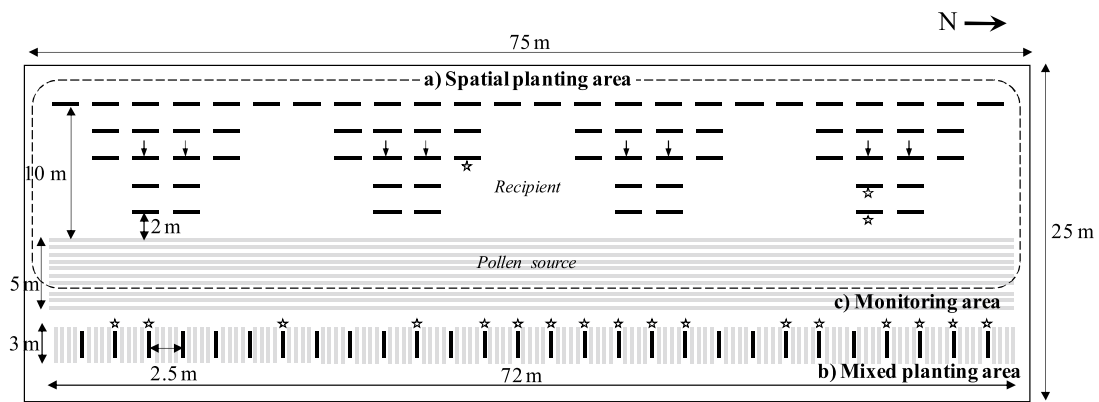 N
75 m
a) Spatial planting area
10 m
Recipient
2 m
25 m
Pollen source
5 m
c) Monitoring area
3 m
2.5 m
72 m
b) Mixed planting area